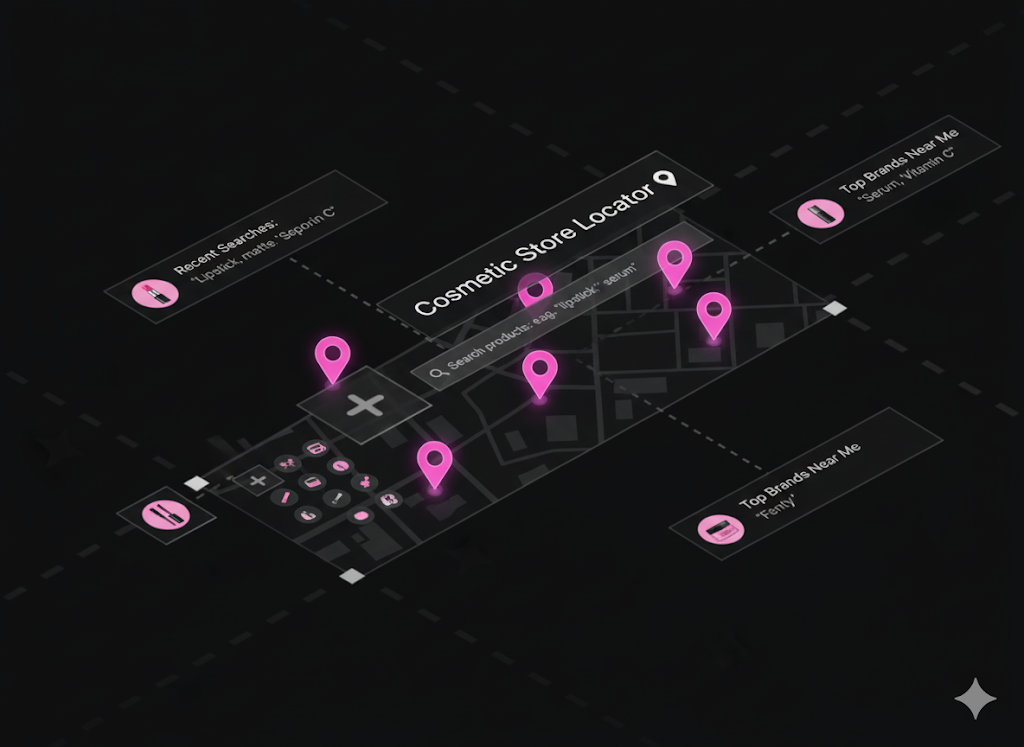 Cosmetic Store Locator
Search products: eag. "lipstick" serum"
Recent Searches:
"Lipstick, matte. 'Seporin C"
Top Brands Near Me
"Serum, "Vitamin C"
Top Brands Near Me
"Fenty"